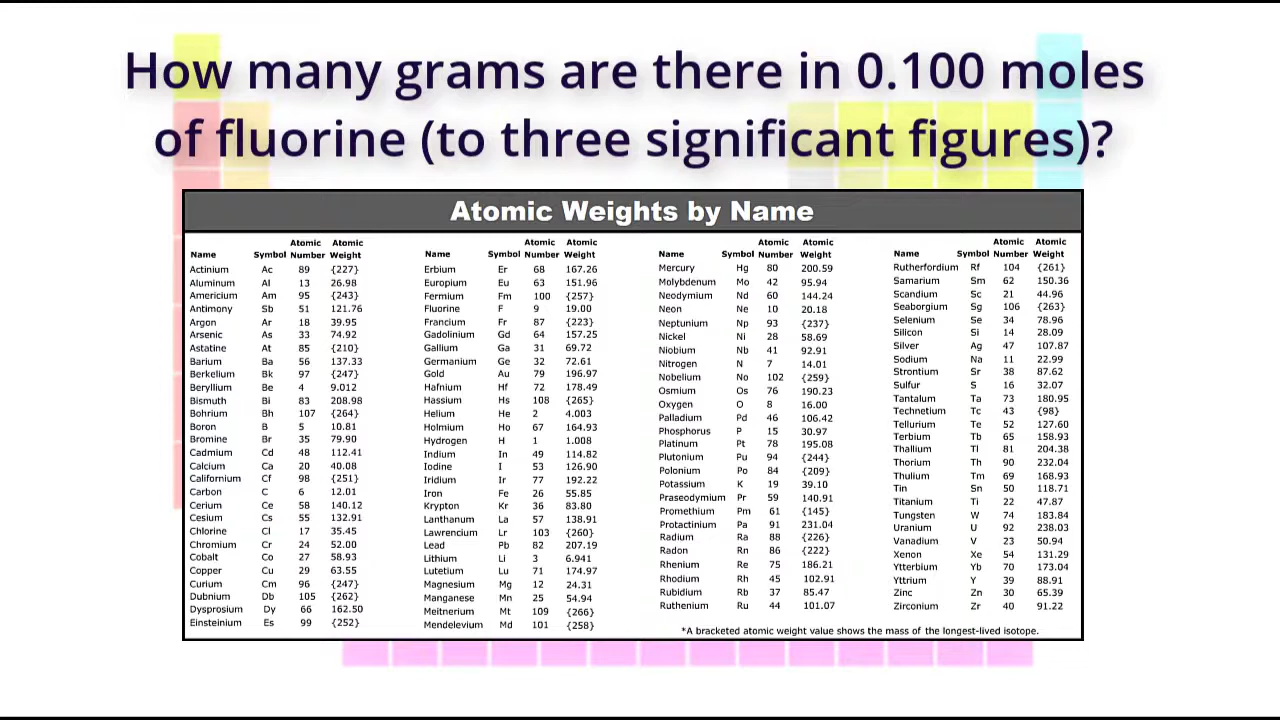 How many grams are there in 0.100 moles
of fluorine (to three significant figures)?
Atomic Weights by Name
Name Symbol Atomic Number Atomic Weight
Actinium Ac 89 {227}
Aluminum Al 13 26.98
Americium Am 95 {243}
Antimony Sb 51 121.76
Argon Ar 18 39.95
Arsenic As 33 74.92
Astatine At 85 {210}
Barium Ba 56 137.33
Berkelium Bk 97 {247}
Beryllium Be 4 9.012
Bismuth Bi 83 208.98
Bohrium Bh 107 {264}
Boron B 5 10.81
Bromine Br 35 79.90
Cadmium Cd 48 112.41
Calcium Ca 20 40.08
Californium Cf 98 {251}
Carbon C 6 12.01
Cerium Ce 58 140.12
Cesium Cs 55 132.91
Chlorine Cl 17 35.45
Chromium Cr 24 52.00
Cobalt Co 27 58.93
Copper Cu 29 63.55
Curium Cm 96 {247}
Dubnium Db 105 {262}
Dysprosium Dy 66 162.50
Einsteinium Es 99 {252}
Name Symbol Atomic Number Atomic Weight
Erbium Er 68 167.26
Europium Eu 63 151.96
Fermium Fm 100 {257}
Fluorine F 9 19.00
Francium Fr 87 {223}
Gadolinium Gd 64 157.25
Gallium Ga 31 69.72
Germanium Ge 32 72.61
Gold Au 79 196.97
Hafnium Hf 72 178.49
Hassium Hs 108 {265}
Helium He 2 4.003
Holmium Ho 67 164.93
Hydrogen H 1 1.008
Indium In 49 114.82
Iodine I 53 126.90
Iridium Ir 77 192.22
Iron Fe 26 55.85
Krypton Kr 36 83.80
Lanthanum La 57 138.91
Lawrencium Lr 103 {260}
Lead Pb 82 207.19
Lithium Li 3 6.941
Lutetium Lu 71 174.97
Magnesium Mg 12 24.31
Manganese Mn 25 54.94
Meitnerium Mt 109 {266}
Mendelevium Md 101 {258}
Name Symbol Atomic Number Atomic Weight
Mercury Hg 80 200.59
Molybdenum Mo 42 95.94
Neodymium Nd 60 144.24
Neon Ne 10 20.18
Neptunium Np 93 {237}
Nickel Ni 28 58.69
Niobium Nb 41 92.91
Nitrogen N 7 14.01
Nobelium No 102 {259}
Osmium Os 76 190.23
Oxygen O 8 16.00
Palladium Pd 46 106.42
Phosphorus P 15 30.97
Platinum Pt 78 195.08
Plutonium Pu 94 {244}
Polonium Po 84 {209}
Potassium K 19 39.10
Praseodymium Pr 59 140.91
Promethium Pm 61 {145}
Protactinium Pa 91 231.04
Radium Ra 88 {226}
Radon Rn 86 {222}
Rhenium Re 75 186.21
Rhodium Rh 45 102.91
Rubidium Rb 37 85.47
Ruthenium Ru 44 101.07
Name Symbol Atomic Number Atomic Weight
Rutherfordium Rf 104 {261}
Samarium Sm 62 150.36
Scandium Sc 21 44.96
Seaborgium Sg 106 {263}
Selenium Se 34 78.96
Silicon Si 14 28.09
Silver Ag 47 107.87
Sodium Na 11 22.99
Strontium Sr 38 87.62
Sulfur S 16 32.07
Tantalum Ta 73 180.95
Technetium Tc 43 {98}
Tellurium Te 52 127.60
Terbium Tb 65 158.93
Thallium Tl 81 204.38
Thorium Th 90 232.04
Thulium Tm 69 168.93
Tin Sn 50 118.71
Titanium Ti 22 47.87
Tungsten W 74 183.84
Uranium U 92 238.03
Vanadium V 23 50.94
Xenon Xe 54 131.29
Ytterbium Yb 70 173.04
Yttrium Y 39 88.91
Zinc Zn 30 65.39
Zirconium Zr 40 91.22
*A bracketed atomic weight value shows the mass of the longest-lived isotope.